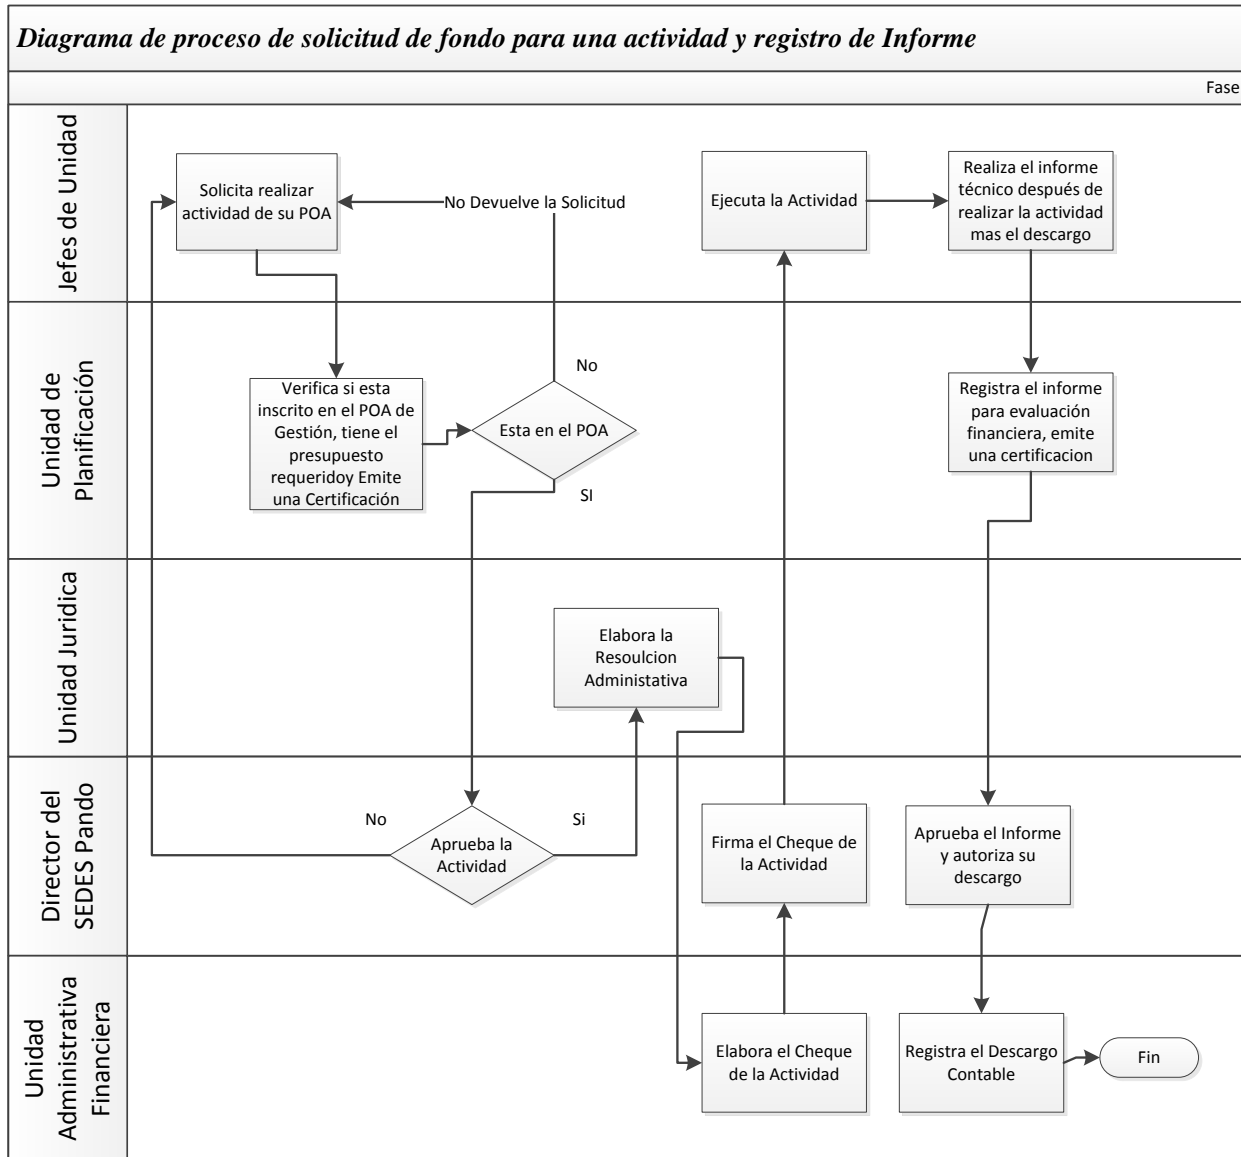 Diagrama de proceso de solicitud de fondo para una actividad y registro de Informe
Fase
Jefes de Unidad
Solicita realizar
actividad de su POA
No Devuelve la Solicitud
Ejecuta la Actividad
Realiza el informe
técnico después de
realizar la actividad
mas el descargo
Unidad de
Planificación
Verifica si esta
inscrito en el POA de
Gestión, tiene el
presupuesto
requeridoy Emite
una Certificación
No
Esta en el POA
SI
Registra el informe
para evaluación
financiera, emite
una certificacion
Unidad Juridica
Elabora la
Resoulcion
Administativa
Director del
SEDES Pando
No
Aprueba la
Actividad
Si
Firma el Cheque de
la Actividad
Aprueba el Informe
y autoriza su
descargo
Unidad
Administrativa
Financiera
Elabora el Cheque
de la Actividad
Registra el Descargo
Contable
Fin